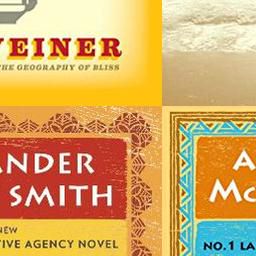 WEINER
THE GEOGRAPHY OF BLISS
ANDER
SMITH
NEW
TIVE AGENCY NOVEL
A
Mc
NO.1 LA